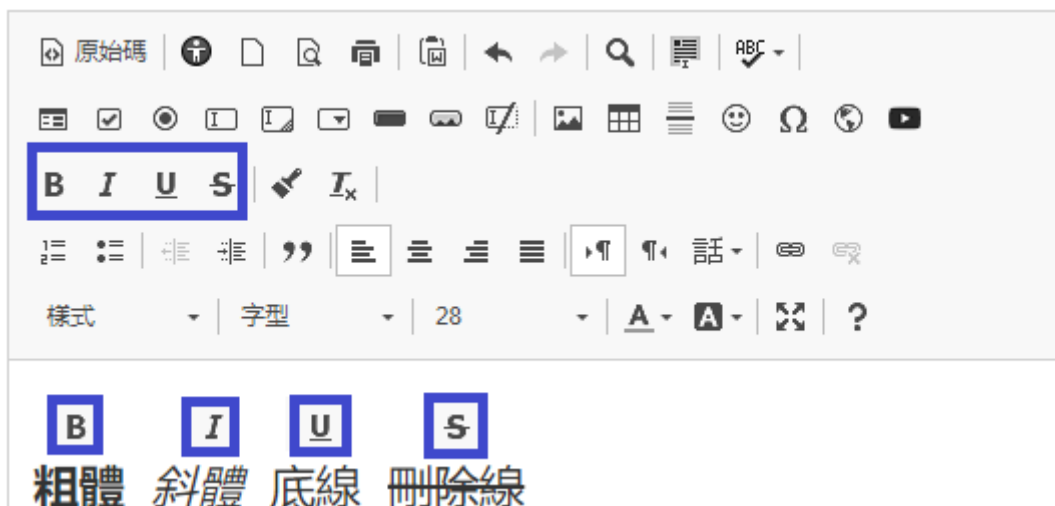 原始碼 ABC
B I U S Tx
話
樣式 字型 28 A A ?
B I U S
粗體 斜體 底線 刪除線